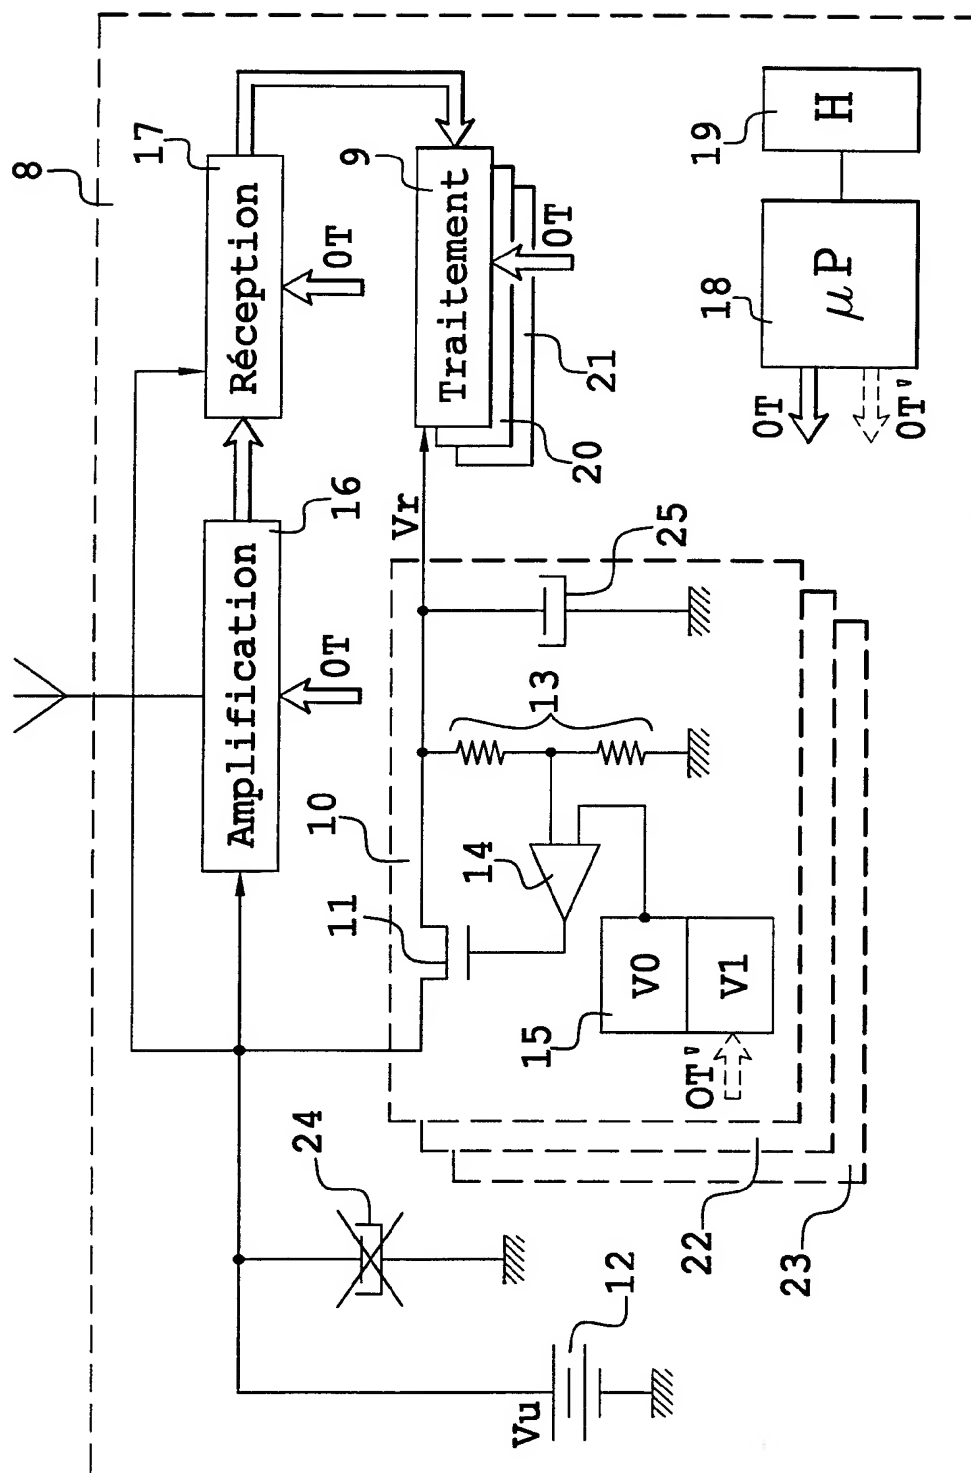 8
17
Réception
OT
9
Traitement
OT
21
20
19
H
18
µP
OT
OT'
16
Amplification
OT
Vr
25
13
10
14
11
15
V0
V1
OT'
22
23
24
12
Vu